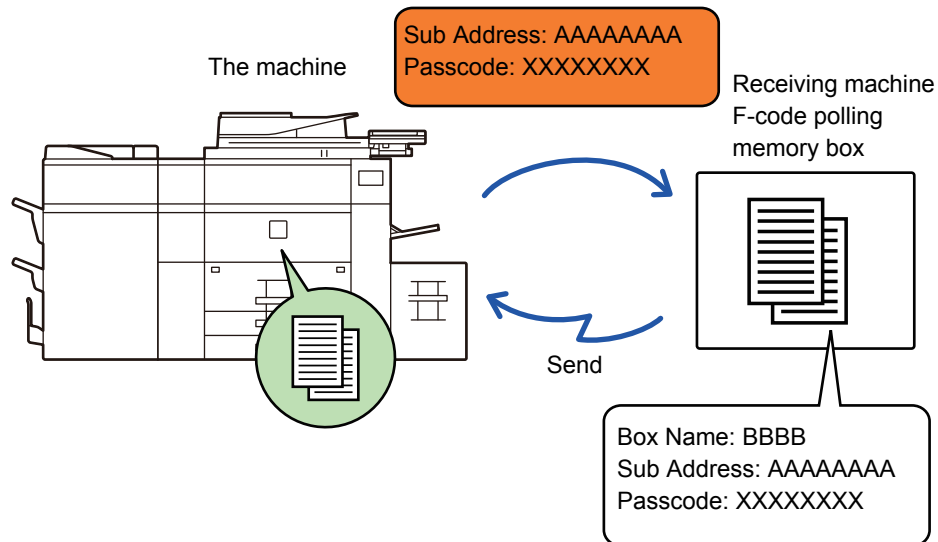 Sub Address: AAAAAAAA
Passcode: XXXXXXXX
The machine
Receiving machine
F-code polling
memory box
Send
Box Name: BBBB
Sub Address: AAAAAAAA
Passcode: XXXXXXXX